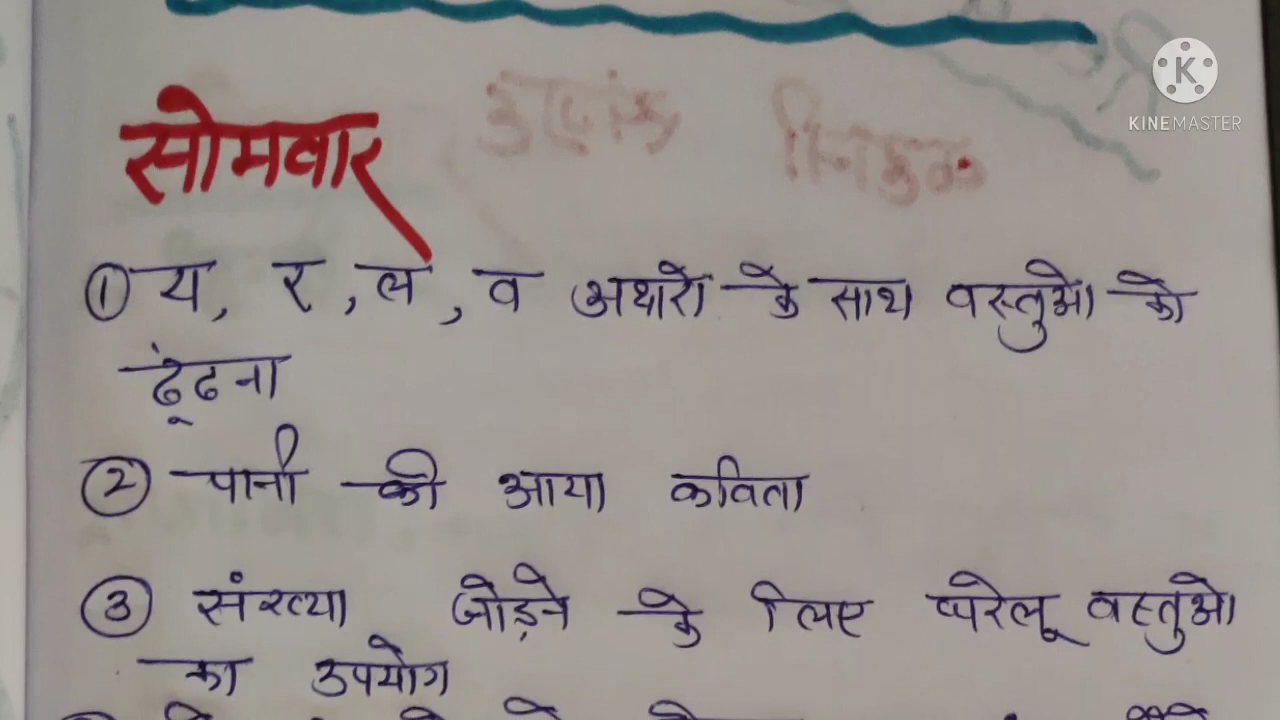 KINEMASTER
सोमवार
① य, र, ल, व अक्षरो के साथ वस्तुओ को
ढूंढना
② पानी की आया कविता
③ संख्या जोड़ने के लिए घरेलू वस्तुओ
का उपयोग